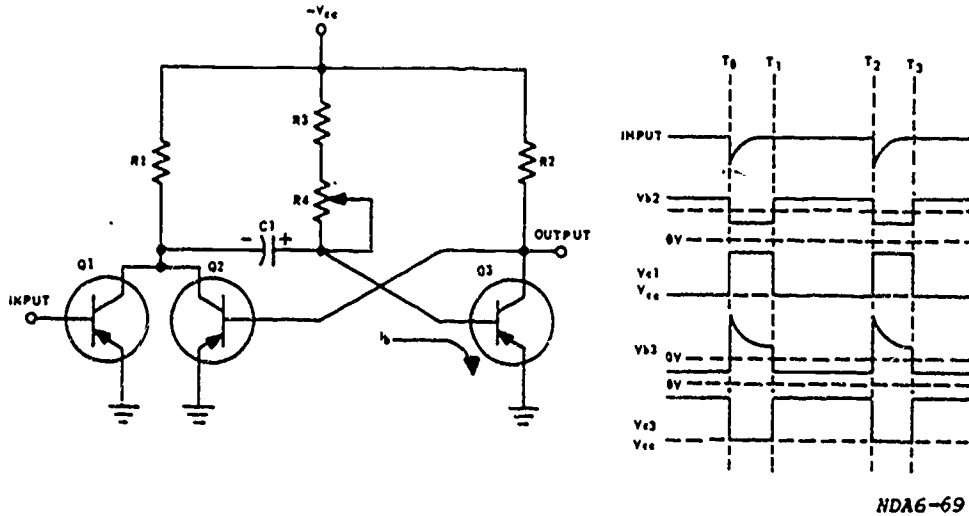 -Vcc
R3
R1
R4
R2
C1
- +
OUTPUT
Q1
Q2
Q3
INPUT
Ib
T0 T1 T2 T3
INPUT
Vb2
0V
Vc1
Vcc
Vb3
0V
0V
Vc3
Vcc
NDA6-69